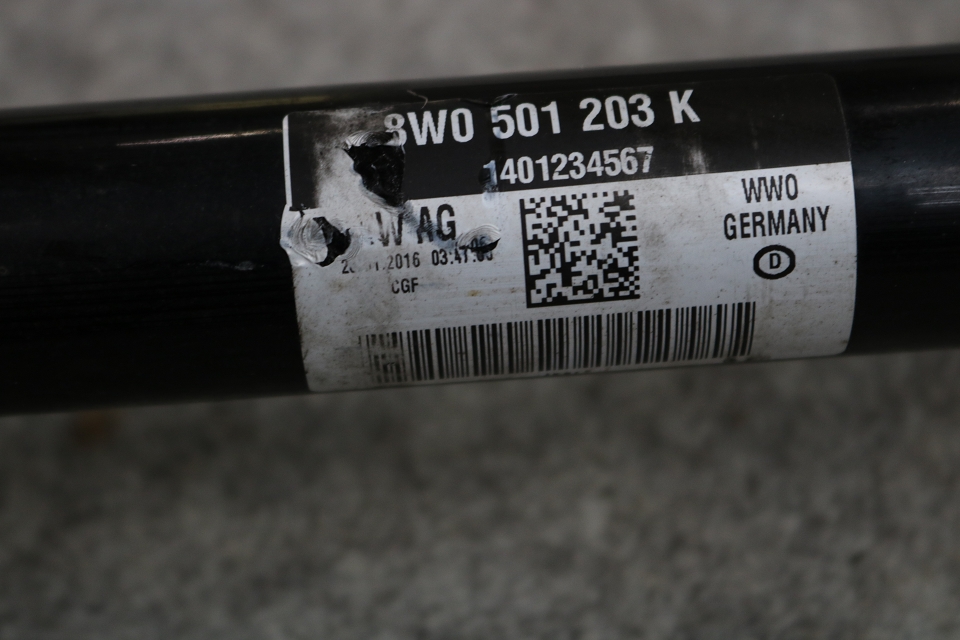 8W0 501 203 K
1401234567
AG
CGF
WWO
GERMANY
D